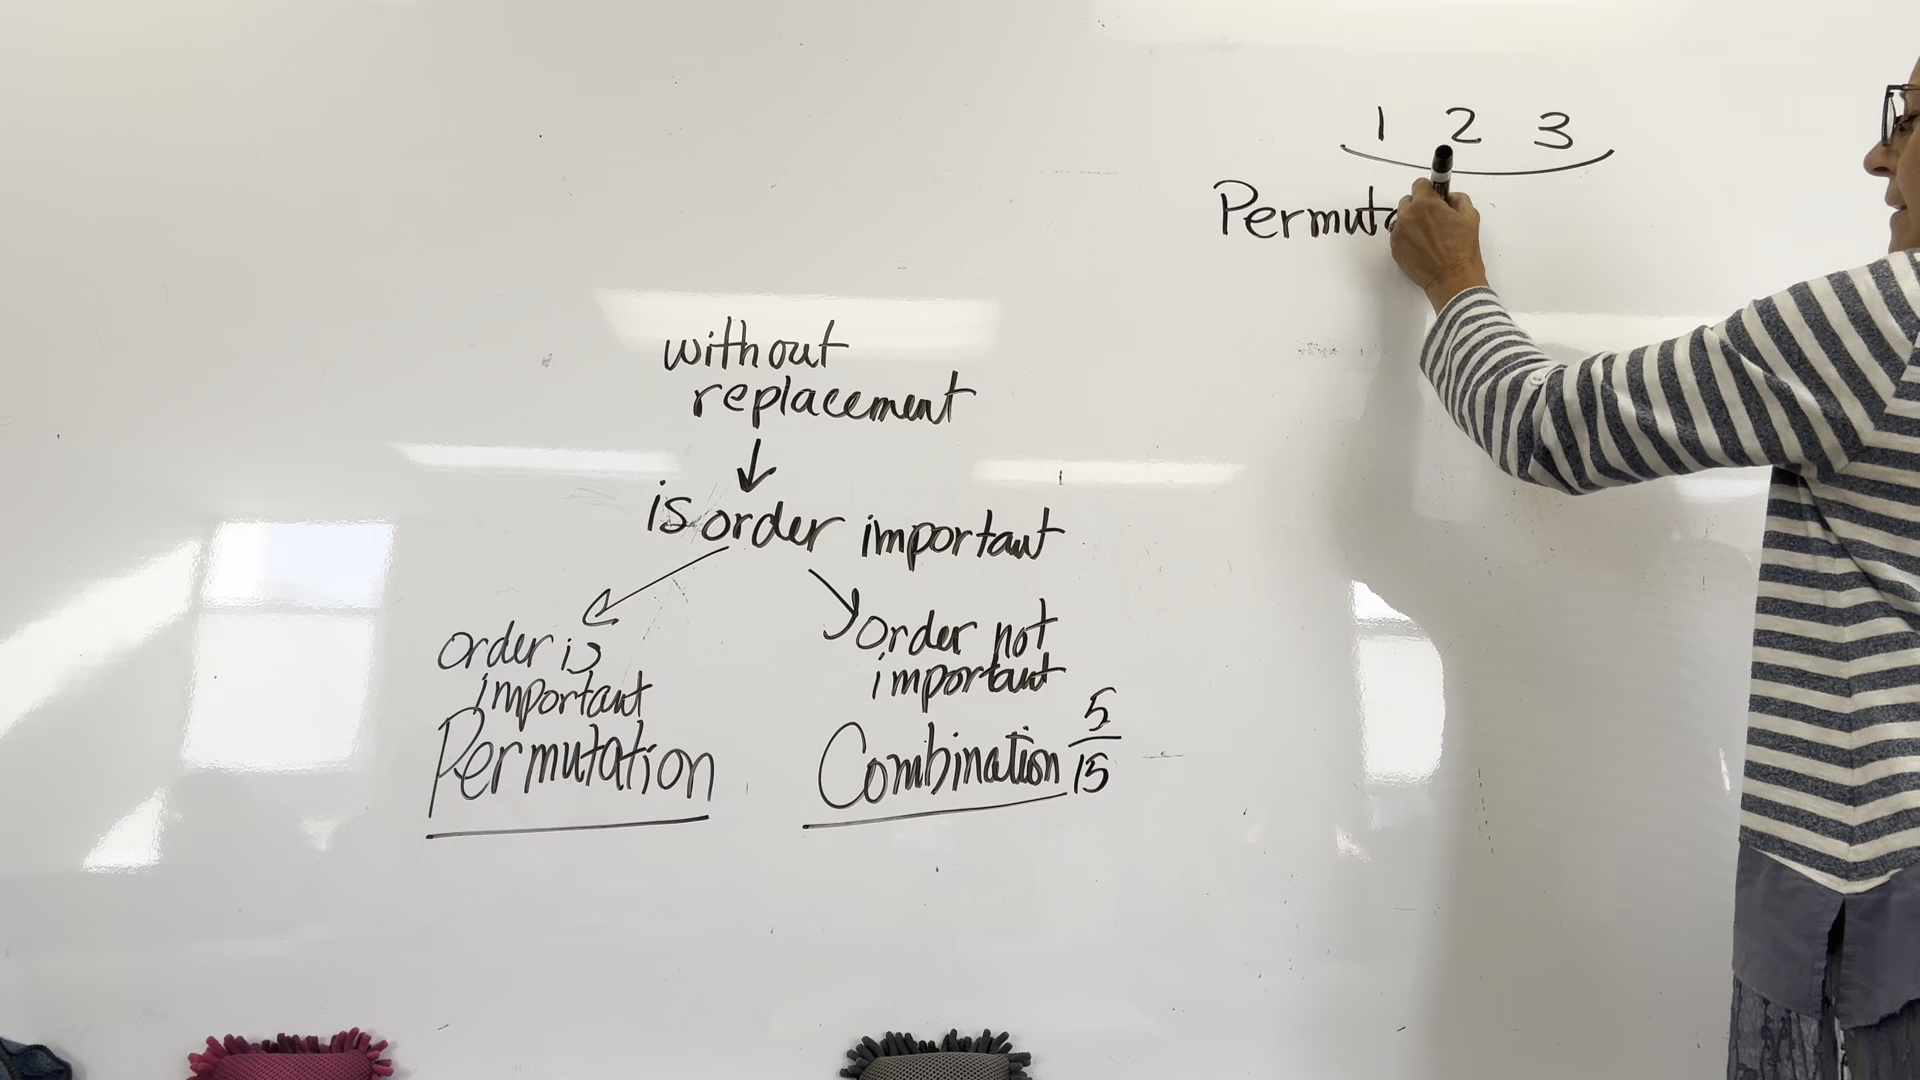 1 2 3
Permuta
without
replacement
is order important
order is
important
Permutation
order not
important
Combination
5
15